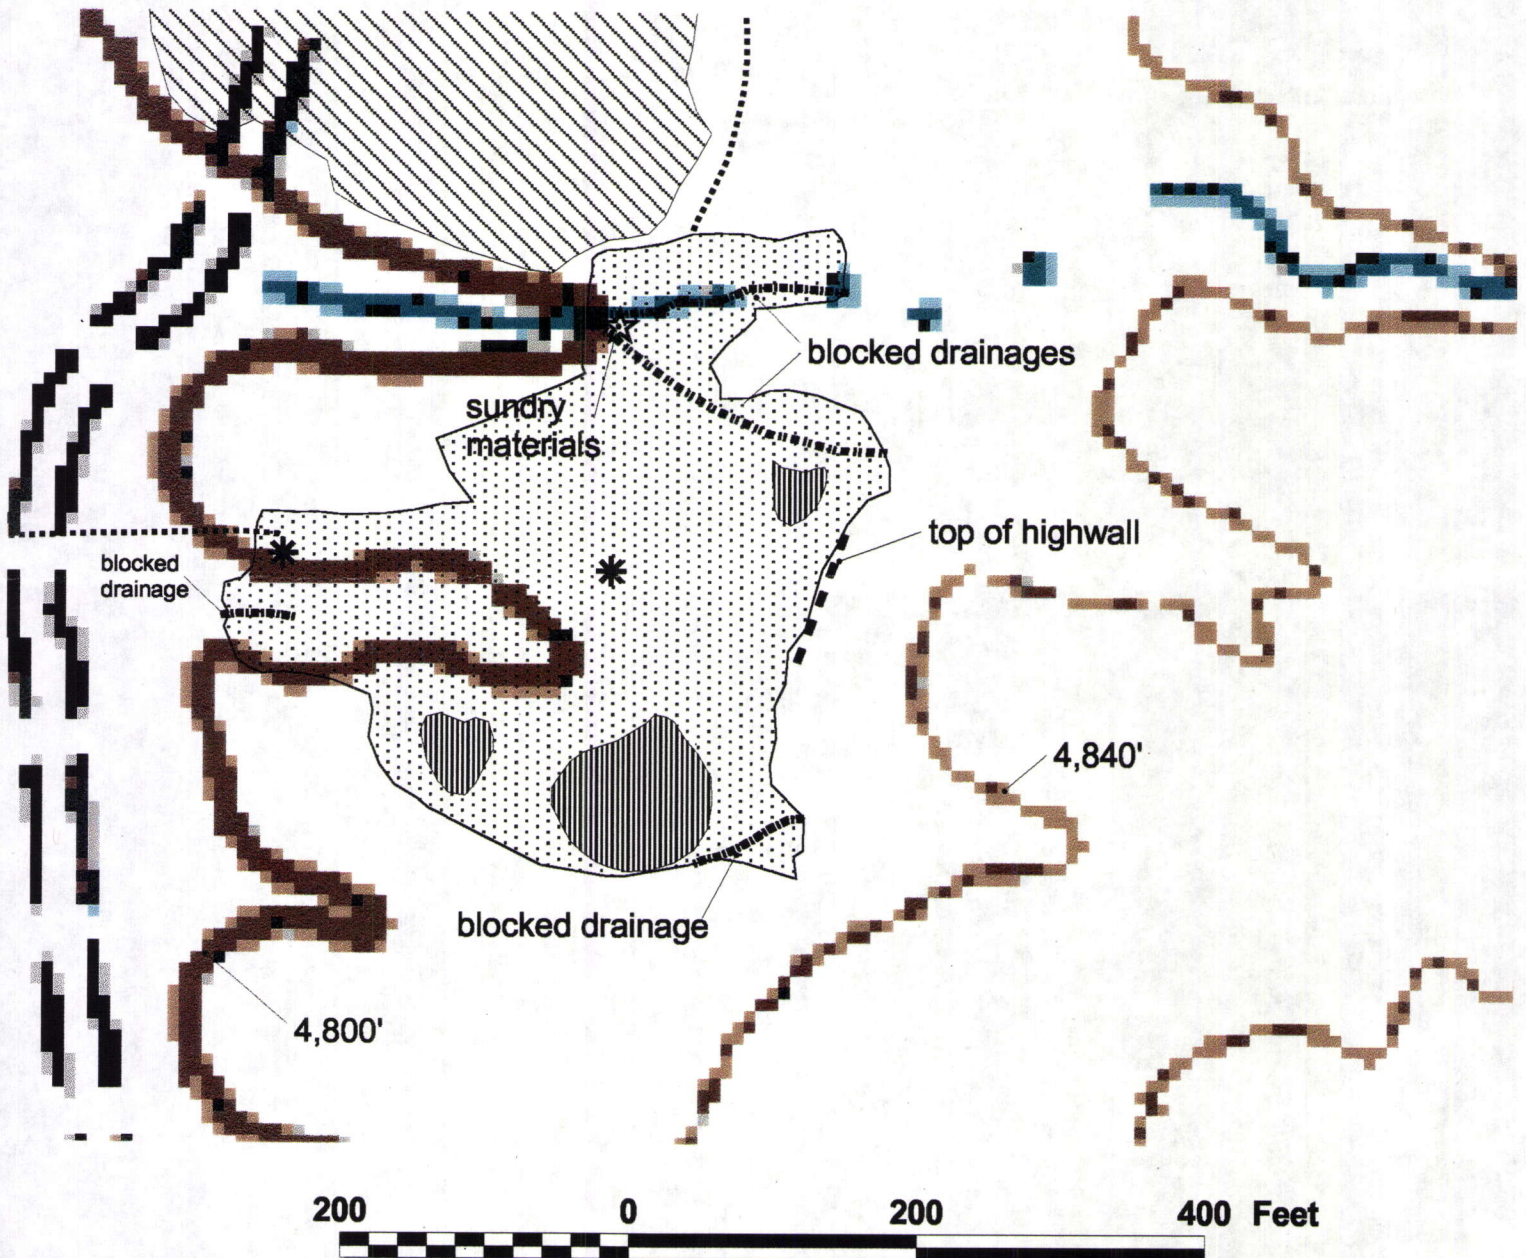 blocked drainages
sundry
materials
top of highwall
blocked
drainage
4,840'
blocked drainage
4,800'
200 0 200 400 Feet